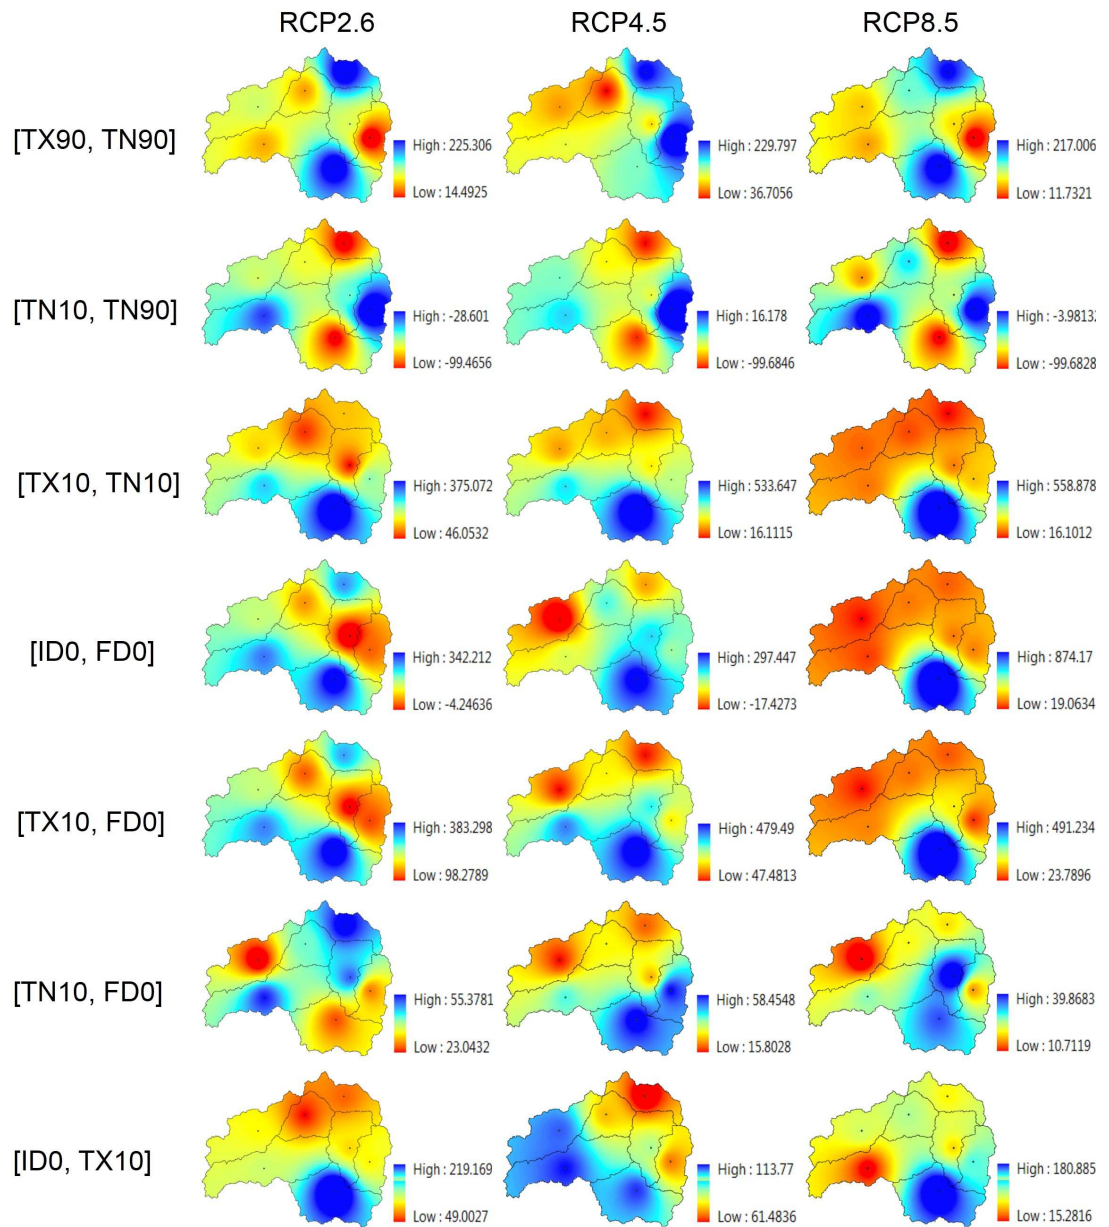 RCP2.6 RCP4.5 RCP8.5
[TX90, TN90]
High : 225.306
Low : 14.4925
High : 229.797
Low : 36.7056
High : 217.006
Low : 11.7321
[TN10, TN90]
High : -28.601
Low : -99.4656
High : 16.178
Low : -99.6846
High : -3.98132
Low : -99.6828
[TX10, TN10]
High : 375.072
Low : 46.0532
High : 533.647
Low : 16.1115
High : 558.878
Low : 16.1012
[ID0, FD0]
High : 342.212
Low : -4.24636
High : 297.447
Low : -17.4273
High : 874.17
Low : 19.0634
[TX10, FD0]
High : 383.298
Low : 98.2789
High : 479.49
Low : 47.4813
High : 491.234
Low : 23.7896
[TN10, FD0]
High : 55.3781
Low : 23.0432
High : 58.4548
Low : 15.8028
High : 39.8683
Low : 10.7119
[ID0, TX10]
High : 219.169
Low : 49.0027
High : 113.77
Low : 61.4836
High : 180.885
Low : 15.2816